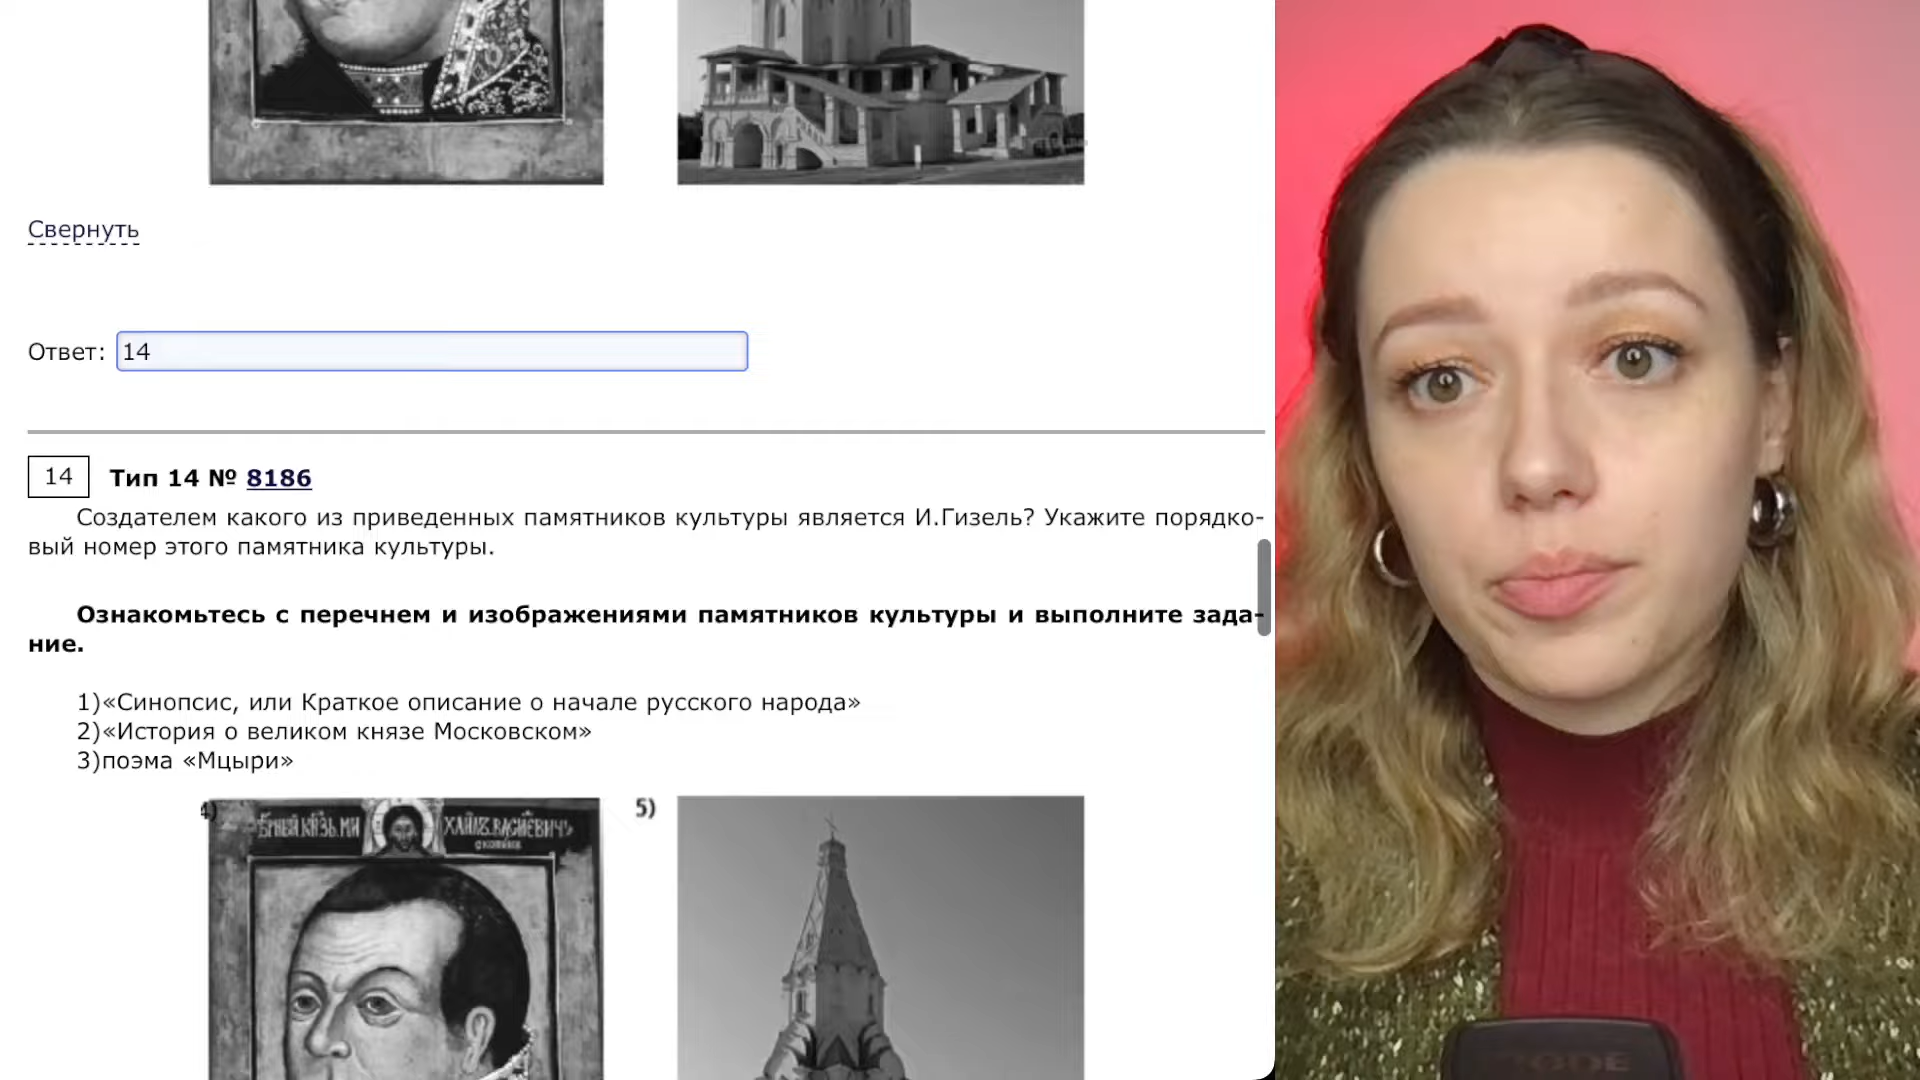 Свернуть
Ответ: 14
14 Тип 14 № 8186
Создателем какого из приведенных памятников культуры является И.Гизель? Укажите порядко-
вый номер этого памятника культуры.
Ознакомьтесь с перечнем и изображениями памятников культуры и выполните зада-
ние.
1)«Синопсис, или Краткое описание о начале русского народа»
2)«История о великом князе Московском»
3)поэма «Мцыри»
4)
5)